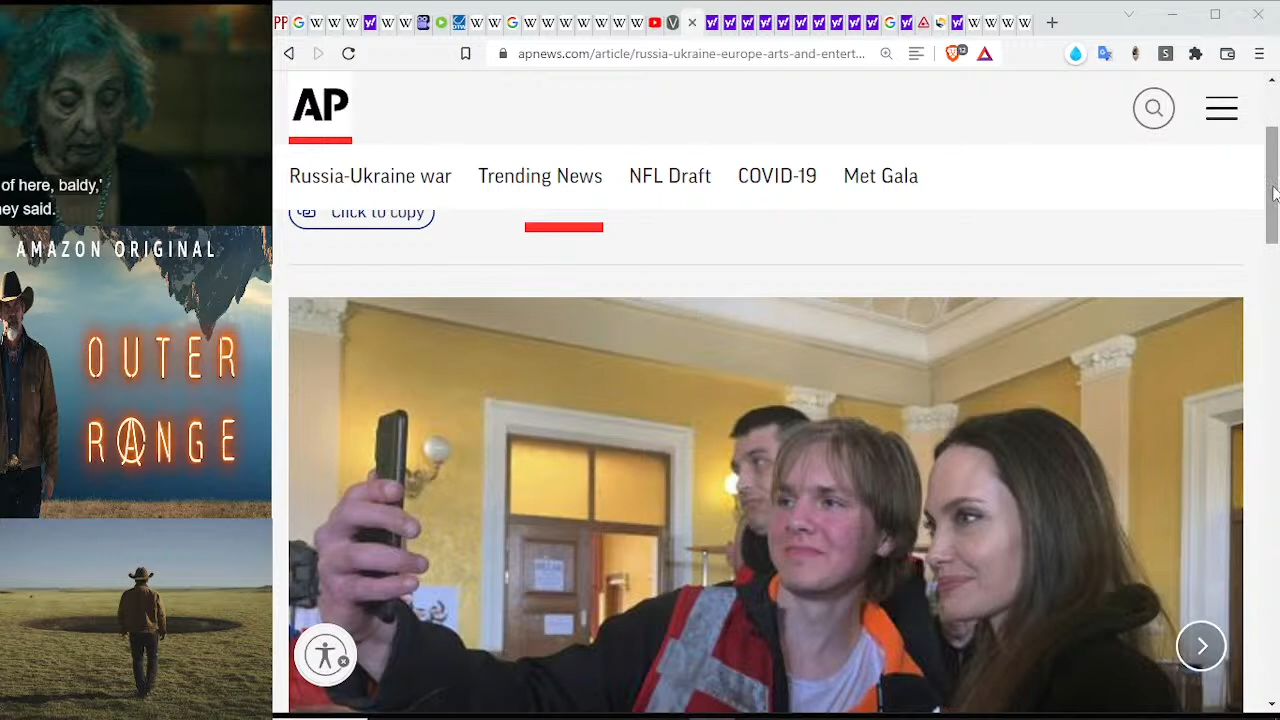 of here, baldy,'
ney said.
AMAZON ORIGINAL
OUTER
RANGE
apnews.com/article/russia-ukraine-europe-arts-and-entert...
AP
Russia-Ukraine war
Trending News
NFL Draft
COVID-19
Met Gala
Click to copy